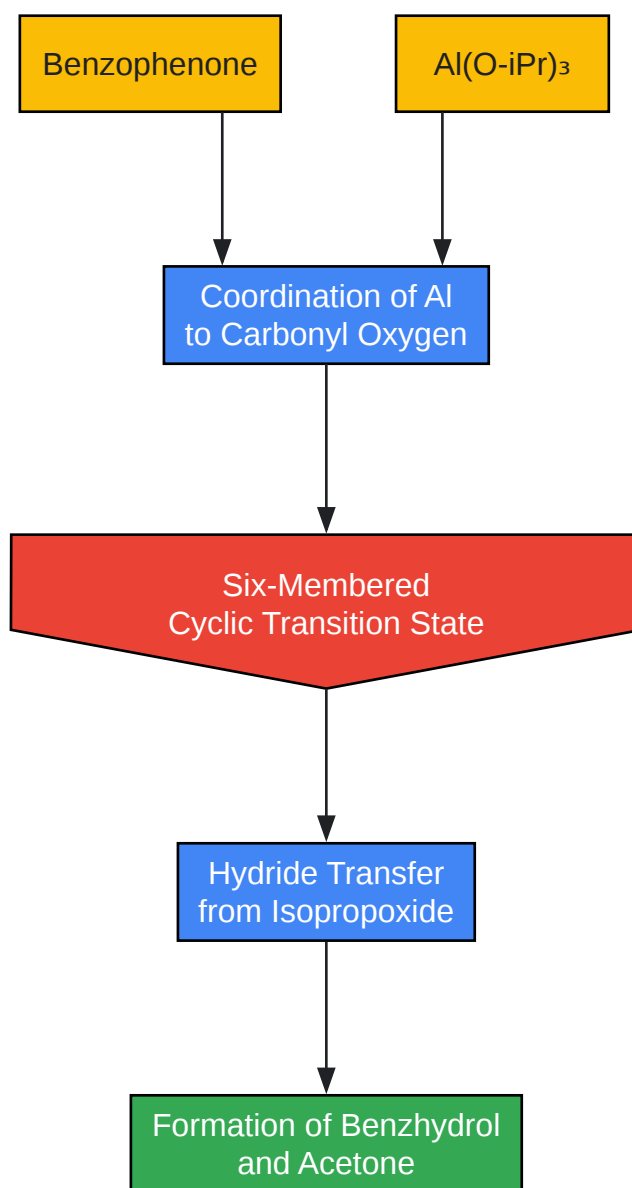 Benzophenone
Al(O-iPr)₃
Coordination of Al
to Carbonyl Oxygen
Six-Membered
Cyclic Transition State
Hydride Transfer
from Isopropoxide
Formation of Benzhydrol
and Acetone